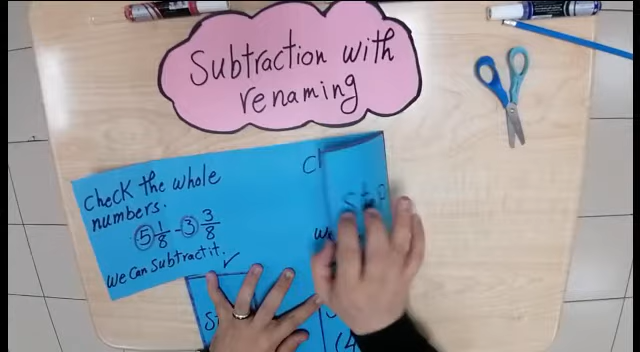 Subtraction with
renaming
Check the whole
numbers.
5 1/8 - 3 3/8
We can subtract it. ✓